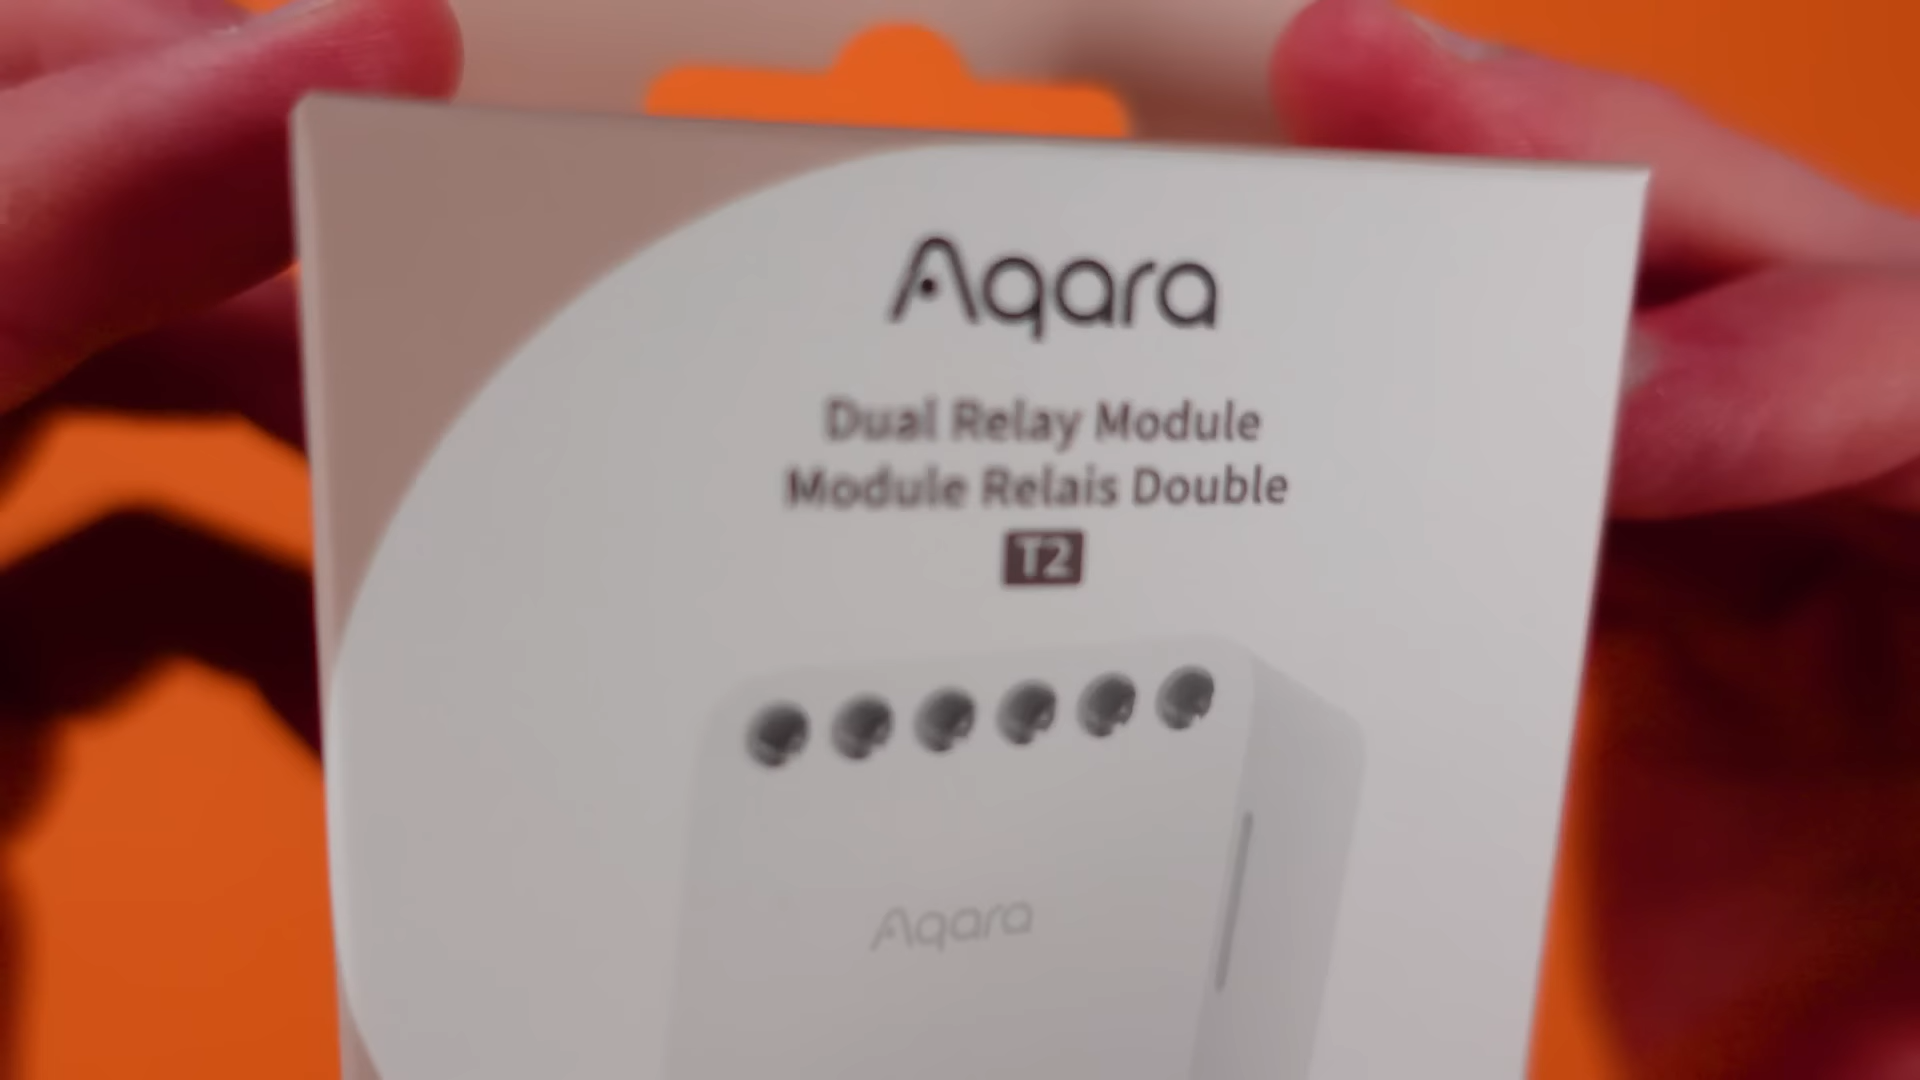 Aqara
Dual Relay Module
Module Relais Double
T2
Aqara